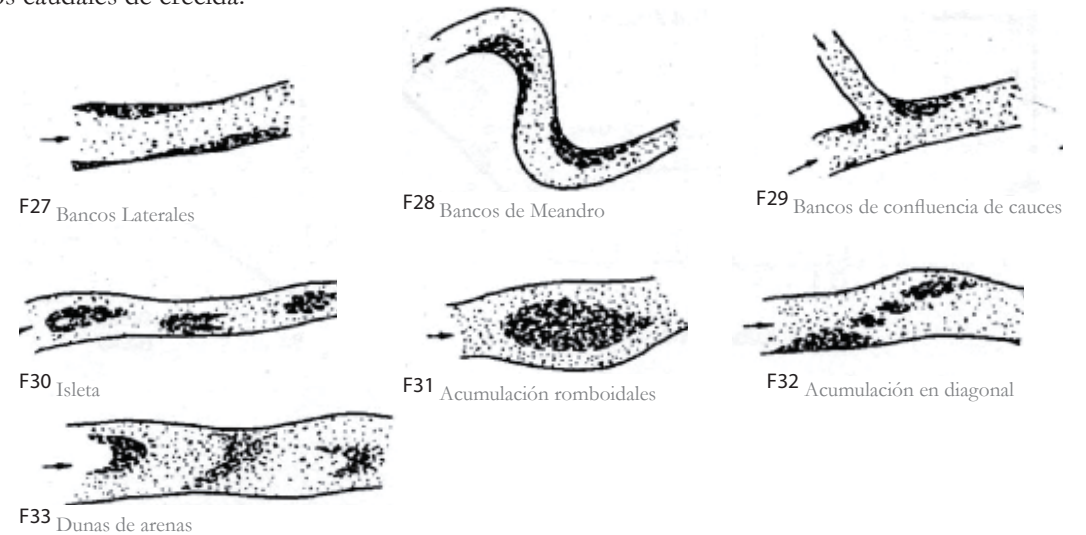 caudales de crecida.
F27 Bancos Laterales
F28 Bancos de Meandro
F29 Bancos de confluencia de cauces
F30 Isleta
F31 Acumulación romboidales
F32 Acumulación en diagonal
F33 Dunas de arenas